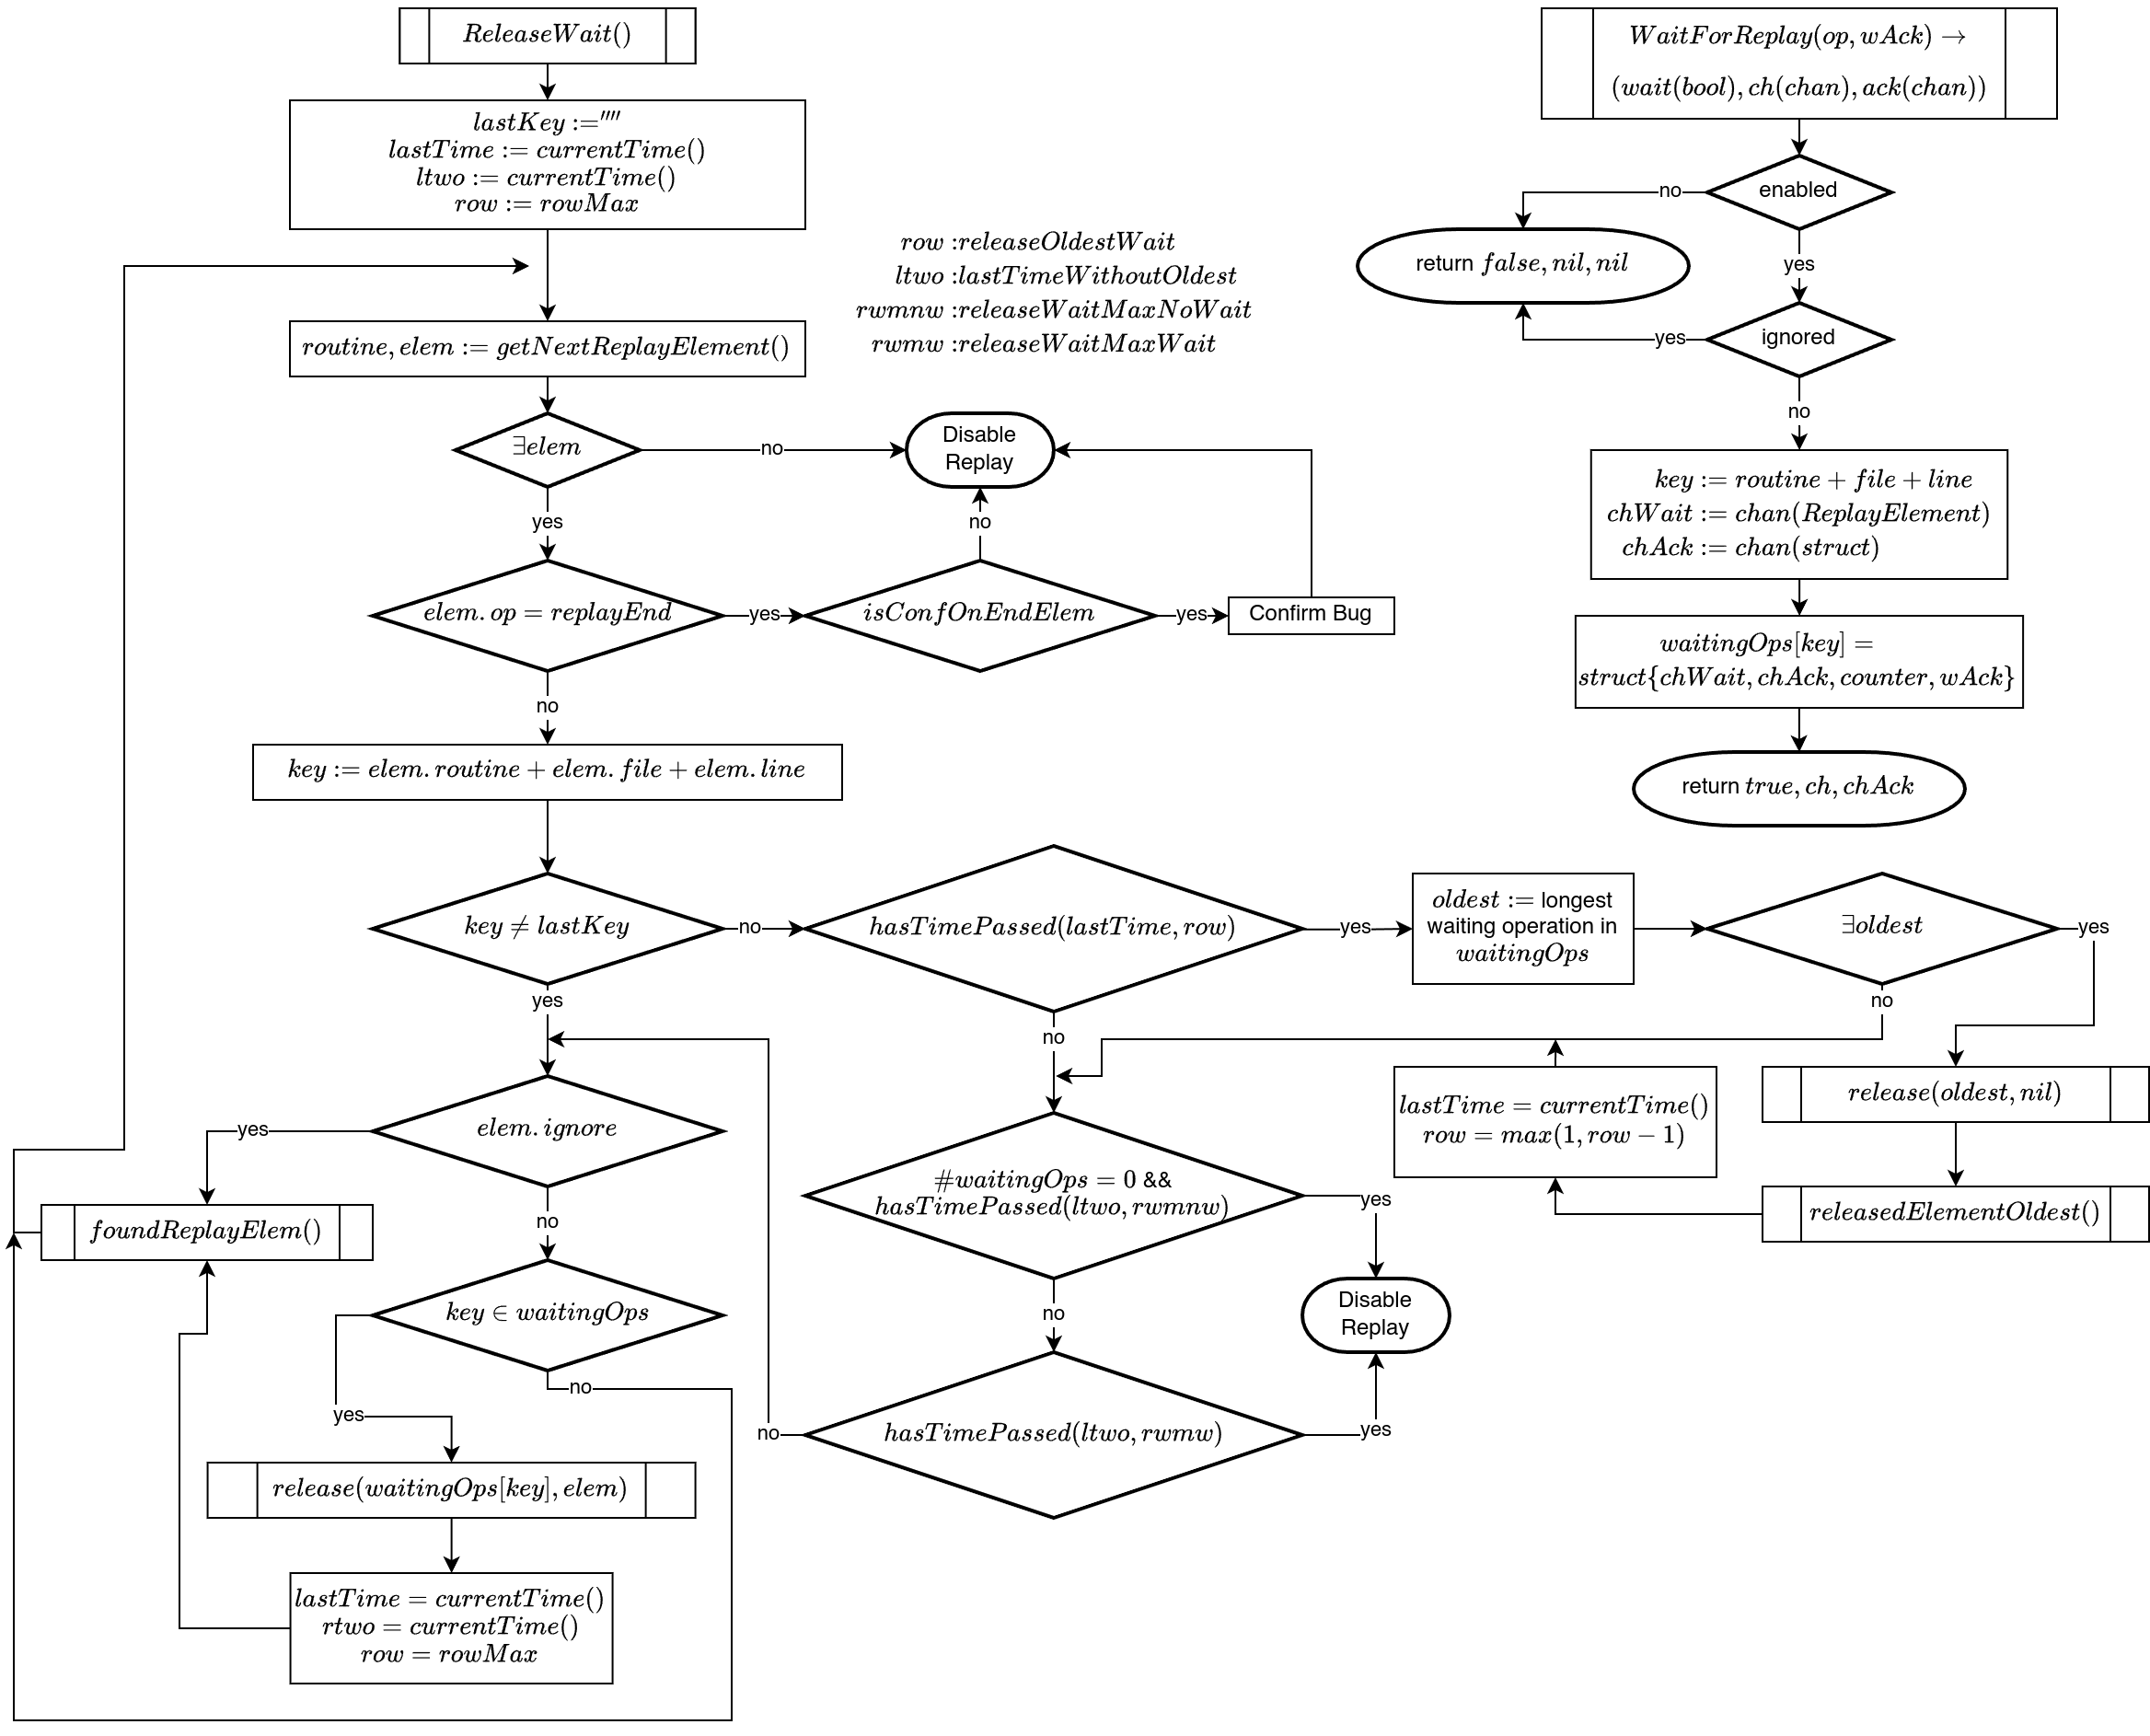 ReleaseWait()
lastKey :=""
lastTime := currentTime()
ltwo := currentTime()
row := rowMax
routine, elem := getNextReplayElement()
row : releaseOldestWait
ltwo : lastTimeWithoutOldest
rwmnw : releaseWaitMaxNoWait
rwmw : releaseWaitMaxWait
∃elem
no
Disable
Replay
yes
no
elem.op = replayEnd
yes
isConfOnEndElem
yes
Confirm Bug
no
key := elem.routine + elem.file + elem.line
key ≠ lastKey
no
hasTimePassed(lastTime, row)
yes
oldest := longest
waiting operation in
waitingOps
∃oldest
yes
yes
no
no
elem.ignore
yes
no
foundReplayElem()
key ∈ waitingOps
no
yes
release(waitingOps[key], elem)
lastTime = currentTime()
rtwo = currentTime()
row = rowMax
#waitingOps = 0 &&
hasTimePassed(ltwo, rwmnw)
yes
no
Disable
Replay
hasTimePassed(ltwo, rwmw)
no
yes
lastTime = currentTime()
row = max(1, row − 1)
release(oldest, nil)
releasedElementOldest()
WaitForReplay(op, wAck) →
(wait(bool), ch(chan), ack(chan))
enabled
no
return false, nil, nil
yes
ignored
yes
no
key := routine + file + line
chWait := chan(ReplayElement)
chAck := chan(struct)
waitingOps[key] =
struct{chWait, chAck, counter, wAck}
return true, ch, chAck